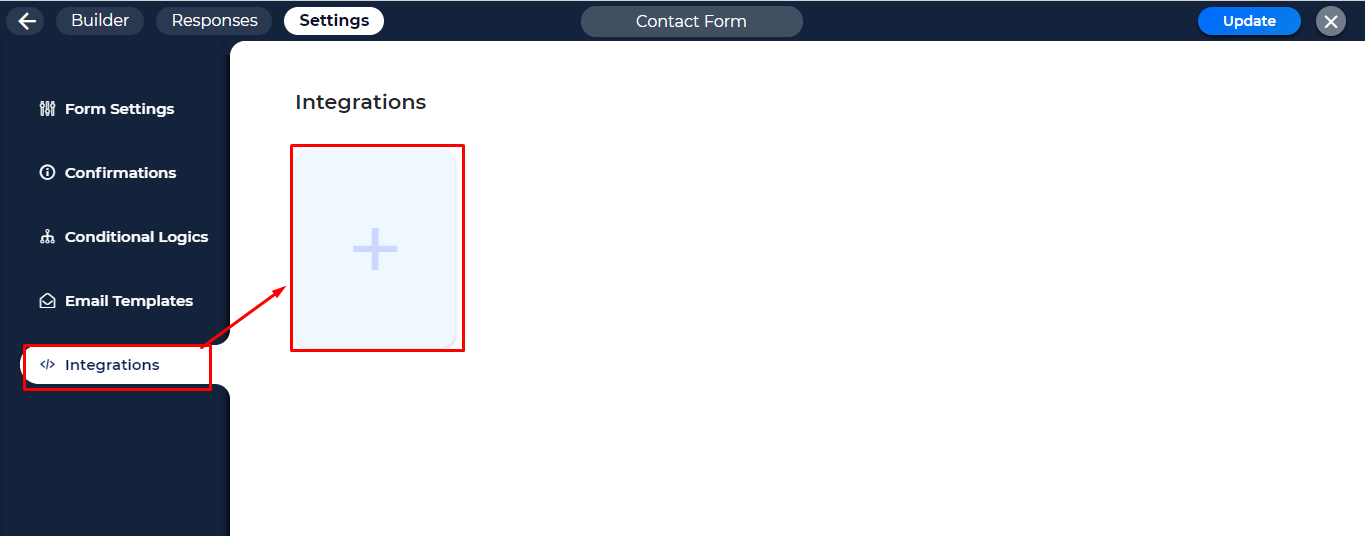 Builder
Responses
Settings
Contact Form
Update
Form Settings
Confirmations
Conditional Logics
Email Templates
</> Integrations
Integrations